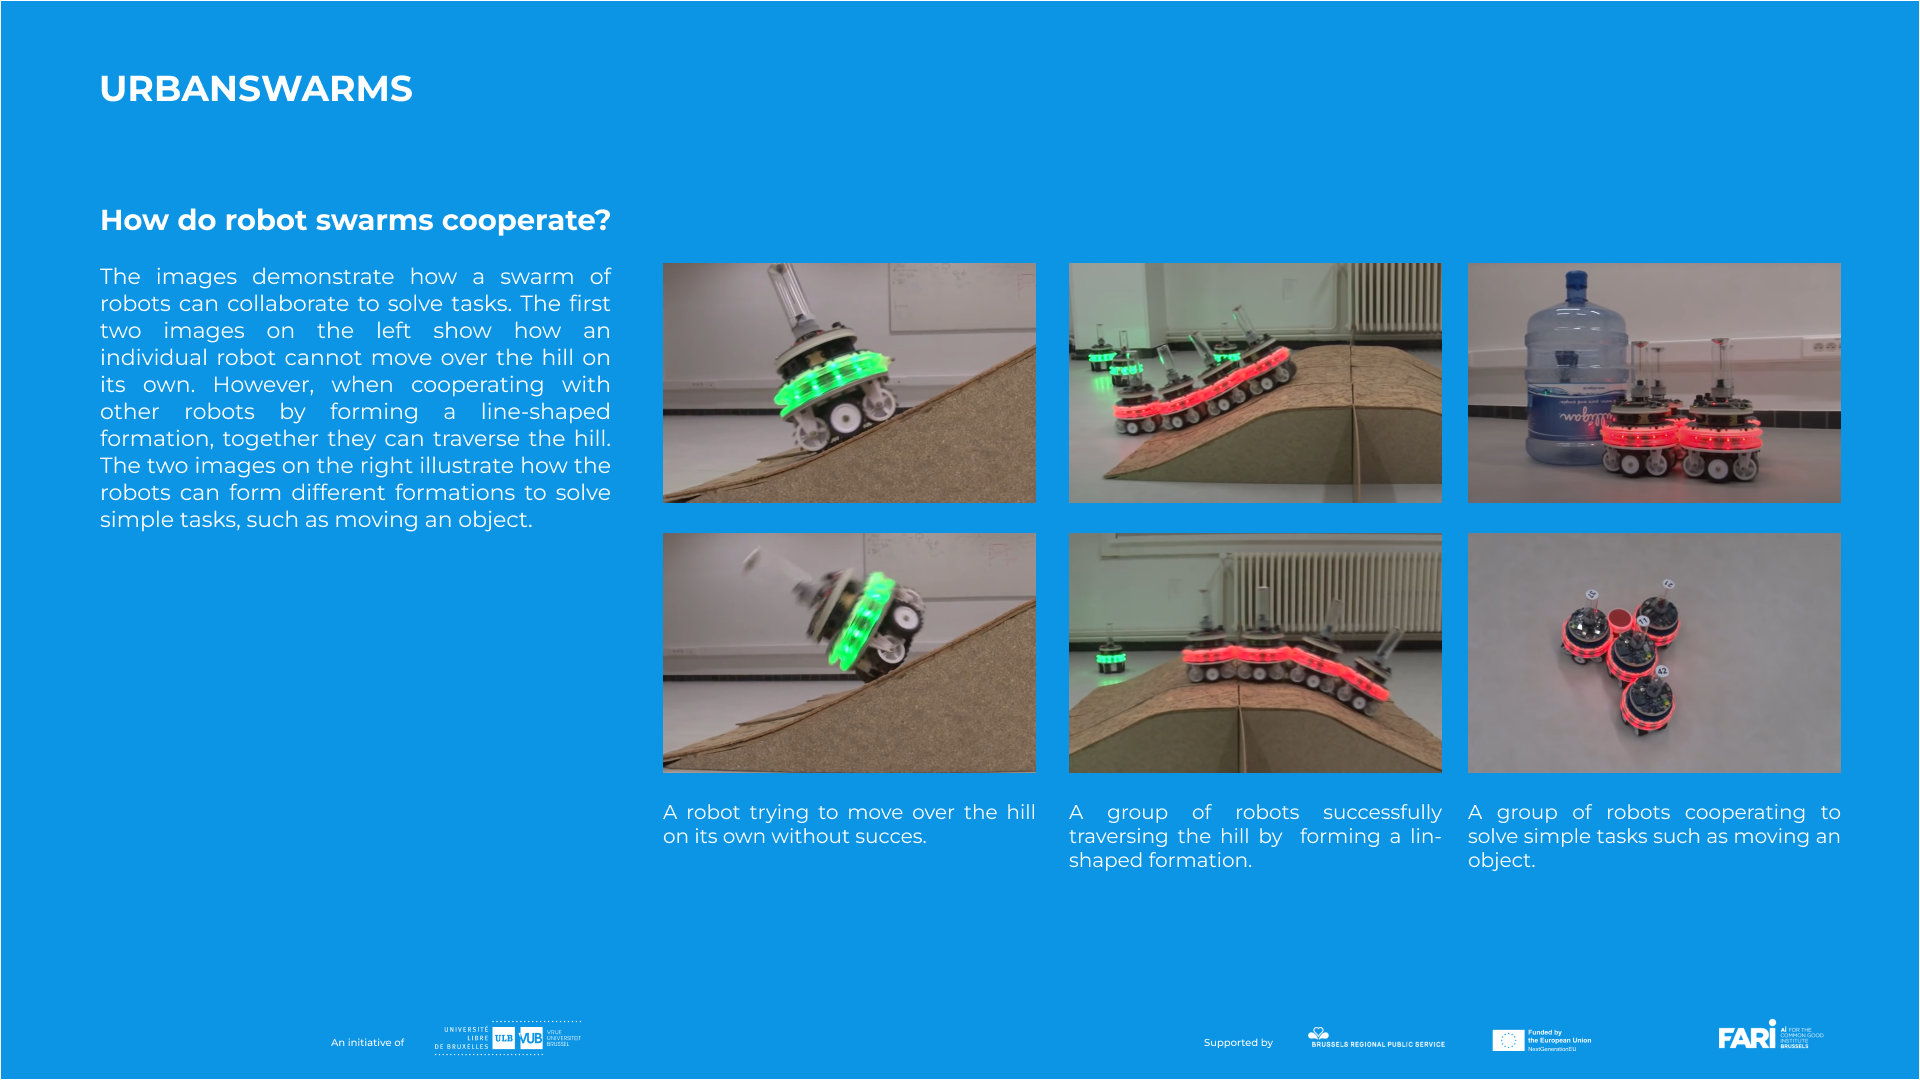 URBANSWARMS
How do robot swarms cooperate?
The images demonstrate how a swarm of
robots can collaborate to solve tasks. The first
two images on the left show how an
individual robot cannot move over the hill on
its own. However, when cooperating with
other robots by forming a line-shaped
formation, together they can traverse the hill.
The two images on the right illustrate how the
robots can form different formations to solve
simple tasks, such as moving an object.
A robot trying to move over the hill
on its own without succes.
A group of robots successfully
traversing the hill by forming a lin-
shaped formation.
A group of robots cooperating to
solve simple tasks such as moving an
object.
An initiative of
UNIVERSITÉ
LIBRE
DE BRUXELLES
ULB
VUB
VRIJE
UNIVERSITEIT
BRUSSEL
Supported by
BRUSSELS REGIONAL PUBLIC SERVICE
Funded by
the European Union
NextGenerationEU
FARI
AI FOR THE
COMMON GOOD
INSTITUTE
BRUSSELS